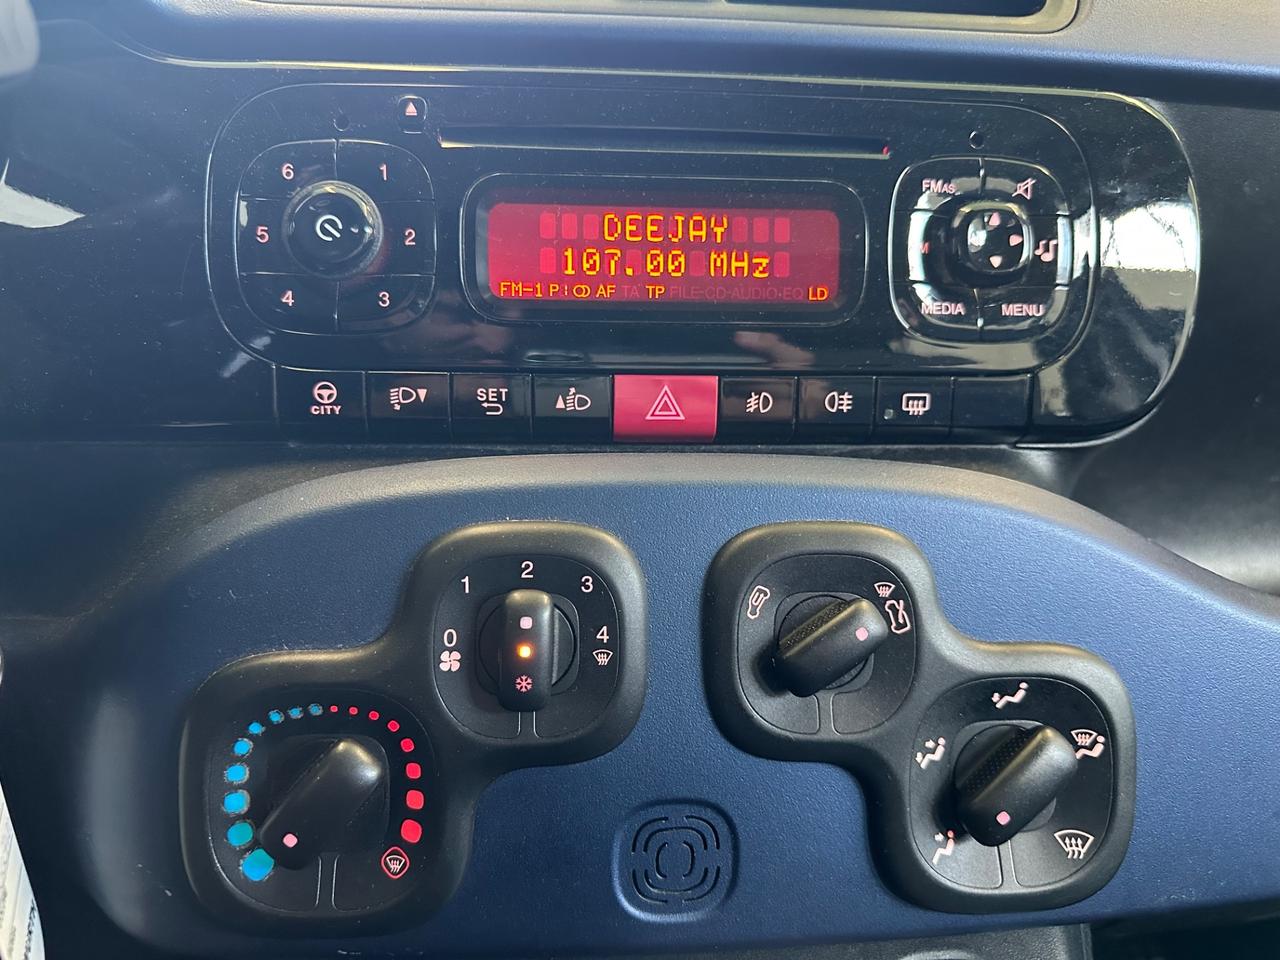 6 1
5 2
4 3
DEEJAY
107.00 MHz
FM-1 P CD AF TA TP FILE-CD-AUDIO-EQ LD
FMAS
MEDIA MENU
CITY
SET
0 1 2 3 4